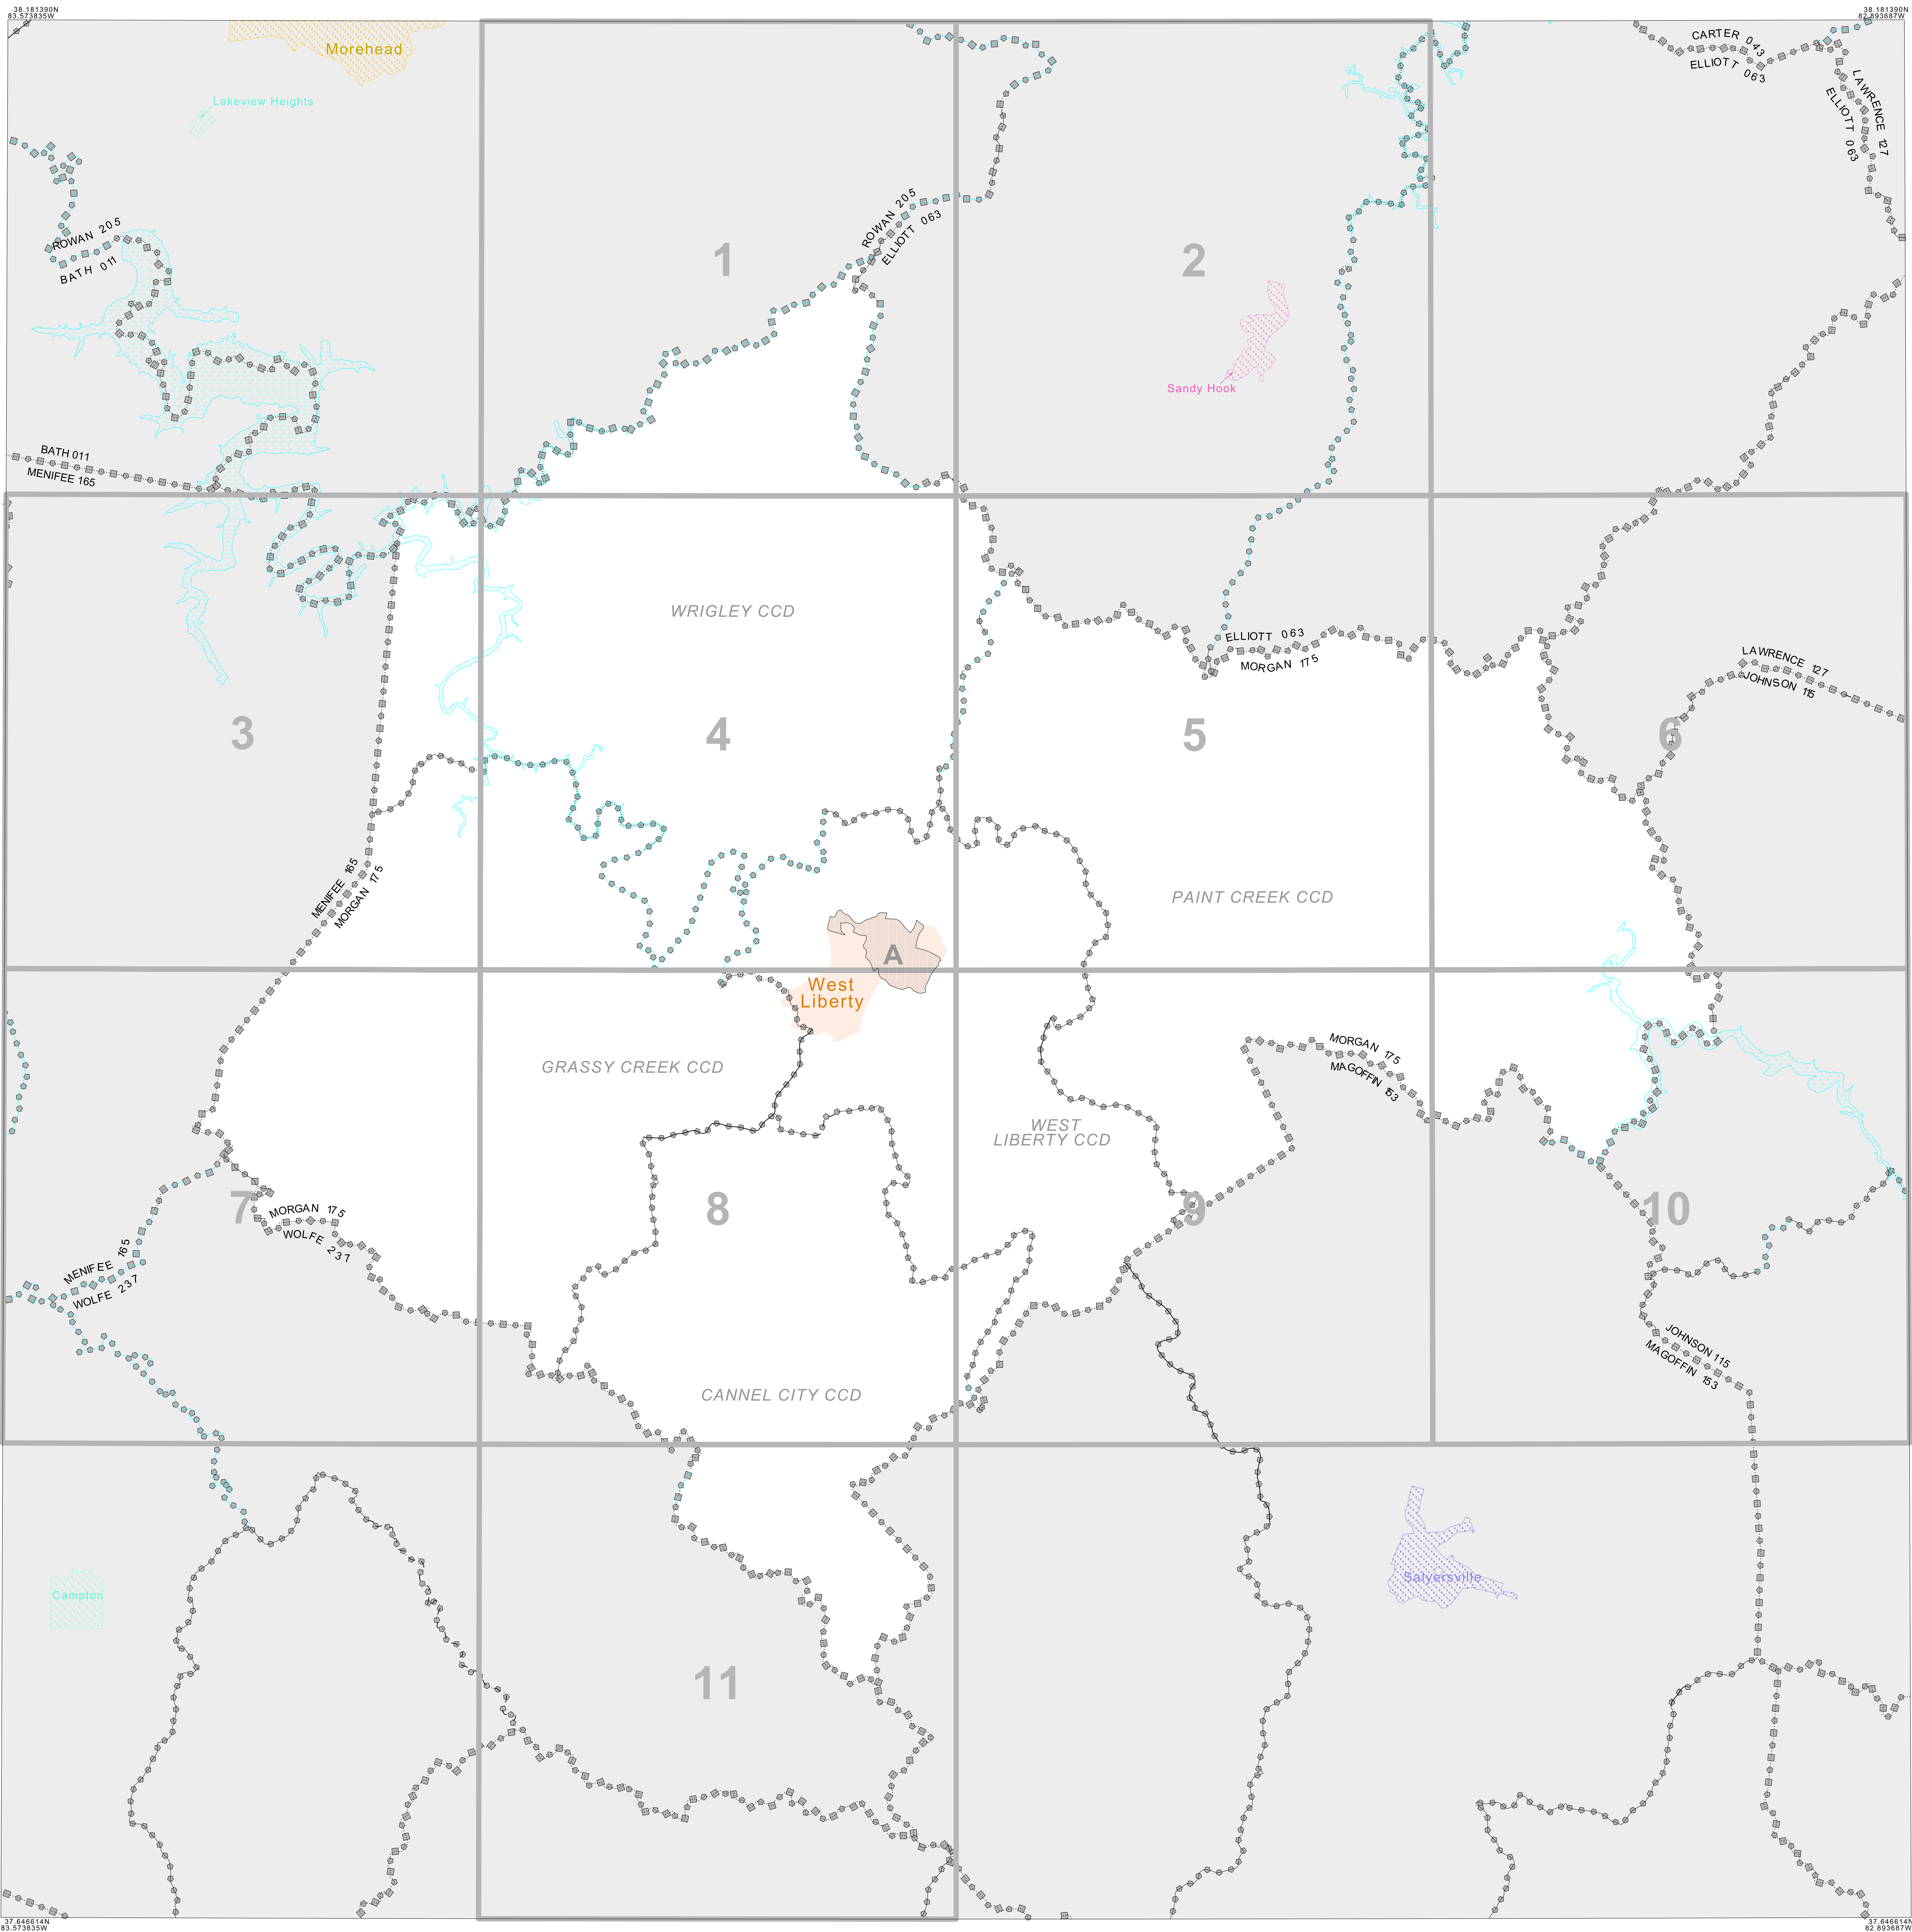 38.181390N
83.573835W
38.181390N
82.893687W
Morehead
CARTER 043
ELLIOTT 063
LAWRENCE 127
ELLIOTT 063
Lakeview Heights
ROWAN 205
BATH 011
ROWAN 205
ELLIOTT 063
1
2
Sandy Hook
BATH 011
MENIFEE 165
WRIGLEY CCD
ELLIOTT 063
MORGAN 175
LAWRENCE 127
JOHNSON 115
3
4
5
6
MENIFEE 165
MORGAN 175
PAINT CREEK CCD
A
West
Liberty
GRASSY CREEK CCD
MORGAN 175
MAGOFFIN 153
WEST
LIBERTY CCD
7
8
9
10
MORGAN 175
WOLFE 237
MENIFEE 165
WOLFE 237
JOHNSON 115
MAGOFFIN 153
CANNEL CITY CCD
Campton
Salyersville
11
37.646614N
83.573835W
37.646614N
82.893687W